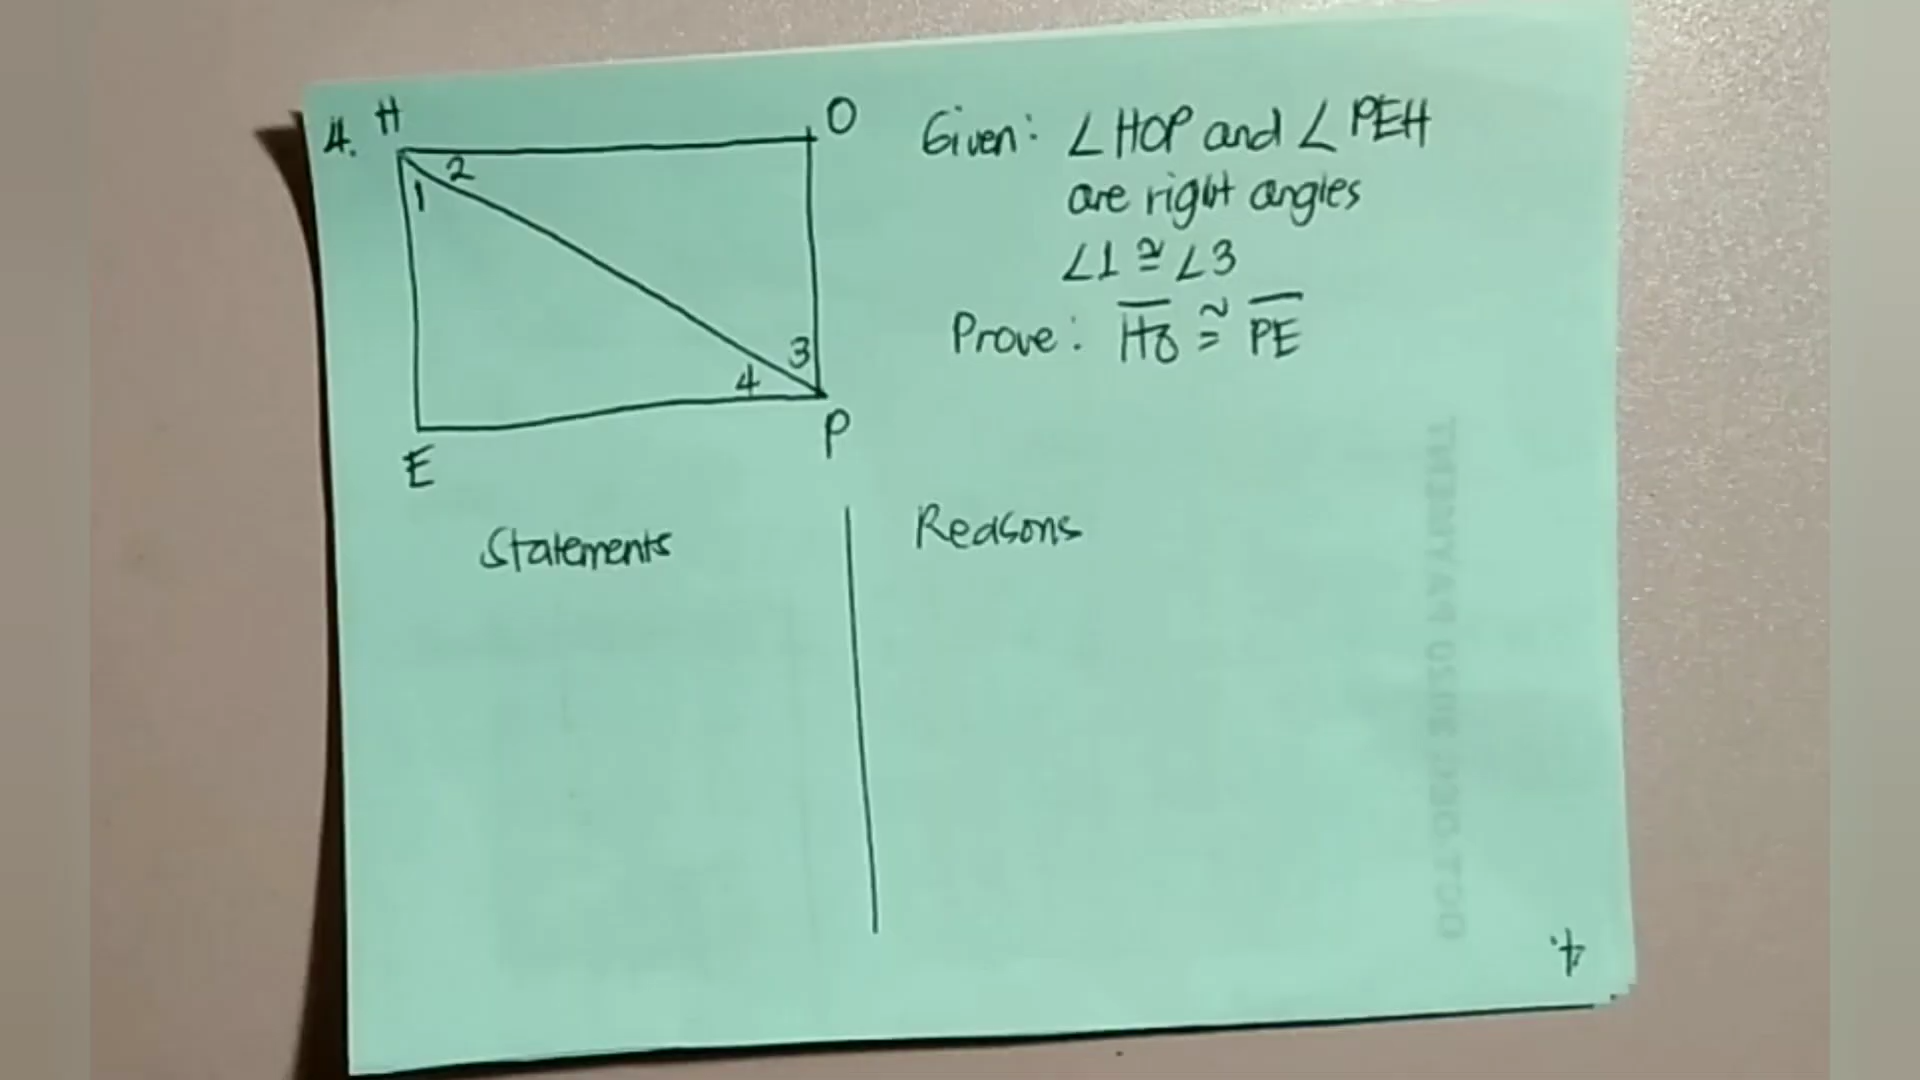 4.
H
O
2
1
3
4
E
P
Given: ∠HOP and ∠PEH
are right angles
∠1 ≅ ∠3
Prove: HO ≅ PE
Statements
Reasons
4.